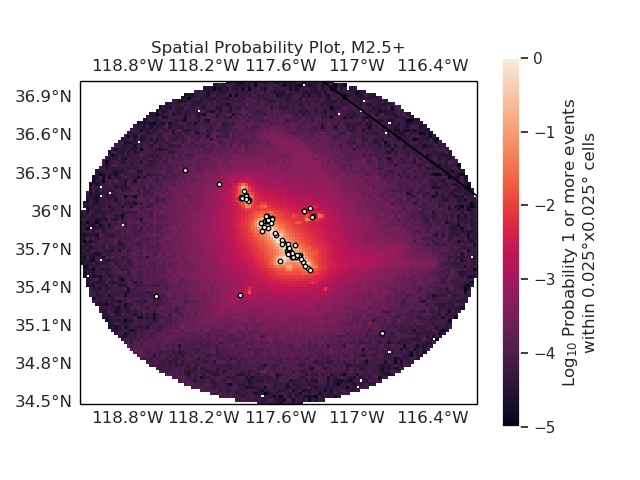 Spatial Probability Plot, M2.5+
118.8°W 118.2°W 117.6°W 117°W 116.4°W
36.9°N
36.6°N
36.3°N
36°N
35.7°N
35.4°N
35.1°N
34.8°N
34.5°N
118.8°W 118.2°W 117.6°W 117°W 116.4°W
0
−1
−2
−3
−4
−5
Log₁₀ Probability 1 or more events
within 0.025°x0.025° cells